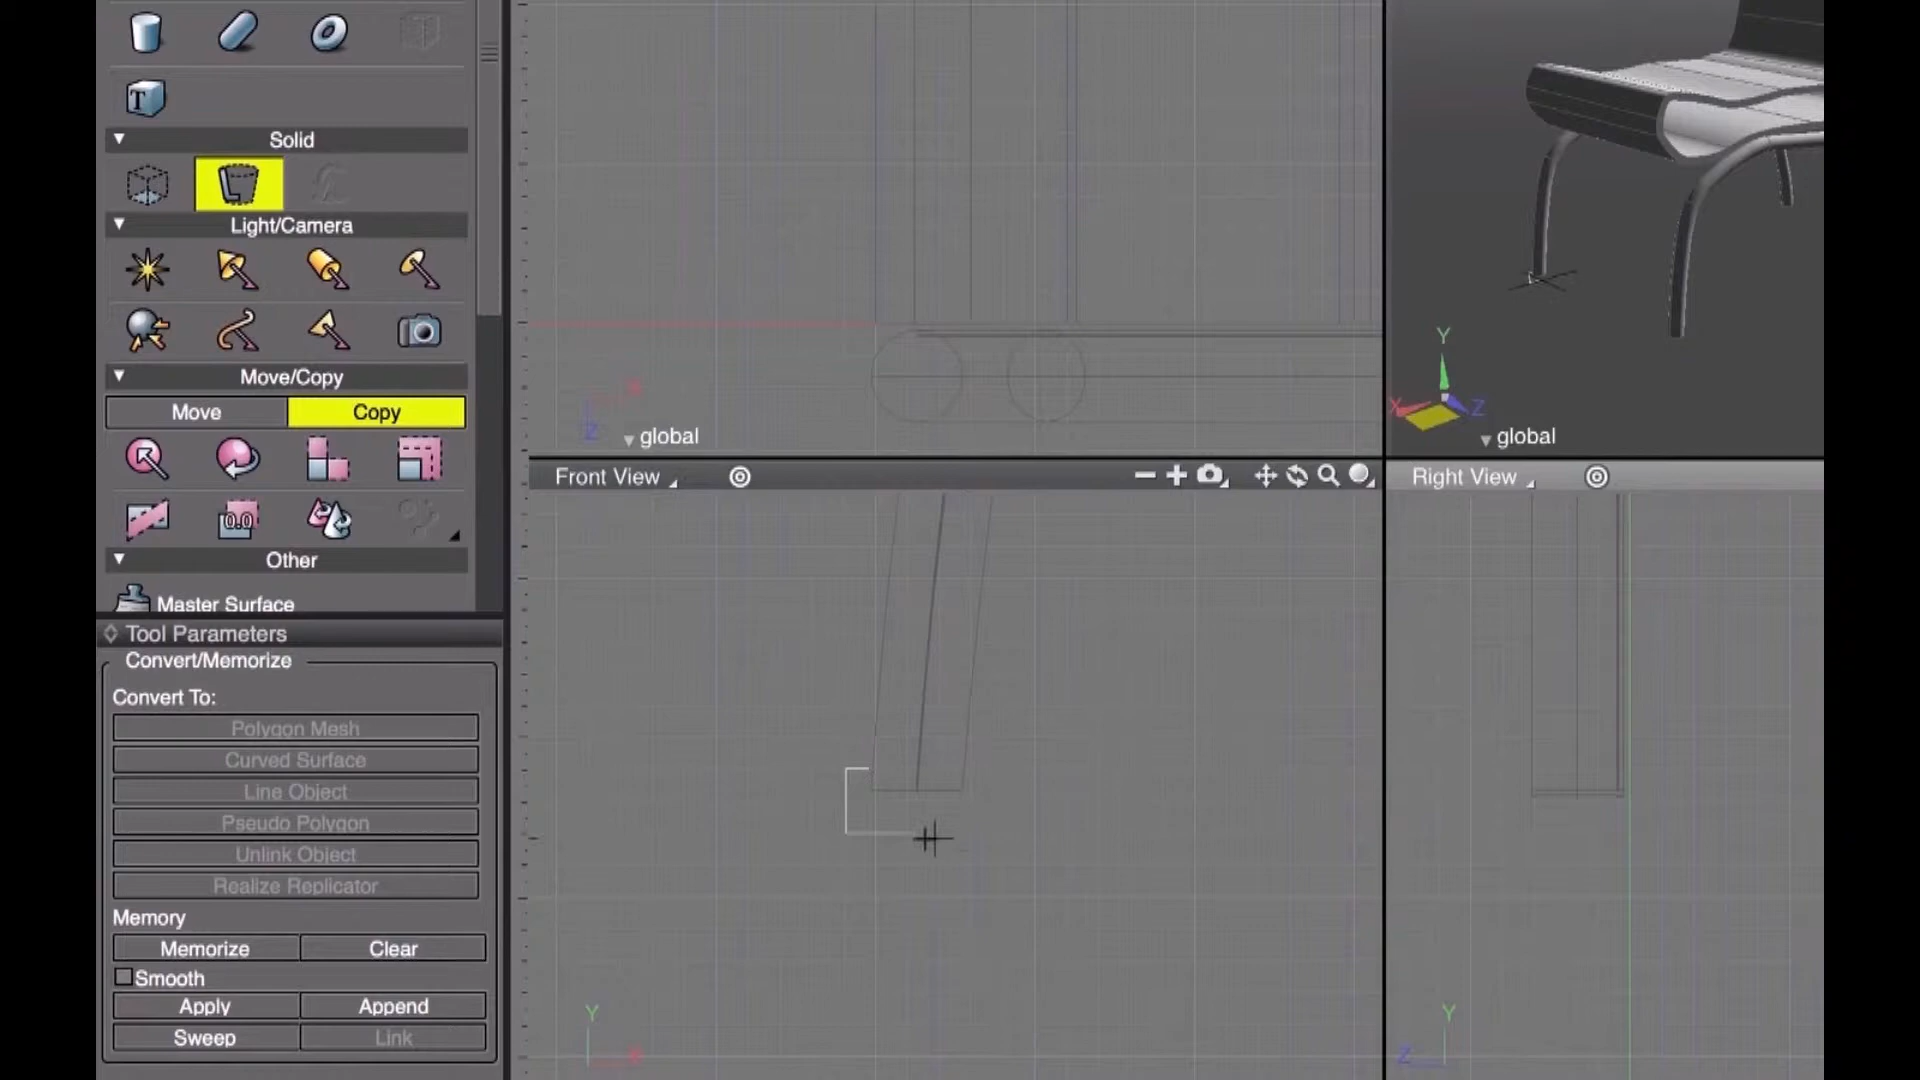 T
Solid
Light/Camera
Move/Copy
Move Copy
0.0
Other
Master Surface
Tool Parameters
Convert/Memorize
Convert To:
Polygon Mesh
Curved Surface
Line Object
Pseudo Polygon
Unlink Object
Realize Replicator
Memory
Memorize Clear
Smooth
Apply Append
Sweep Link
Z
global
Y
X Z
global
Front View
Y
Right View
Y
Z